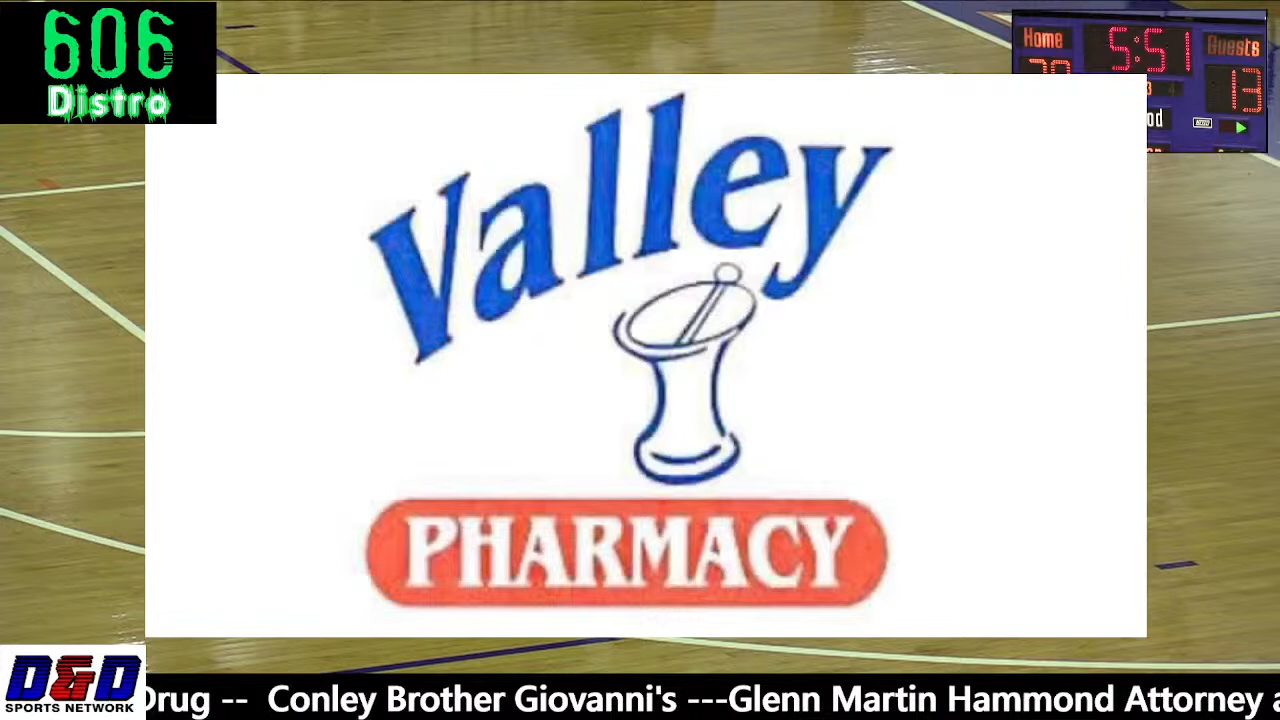 606
LTD
Distro
Home
5:51
Guests
13
Valley
PHARMACY
D&D
SPORTS NETWORK
Drug -- Conley Brother Giovanni's ---Glenn Martin Hammond Attorney